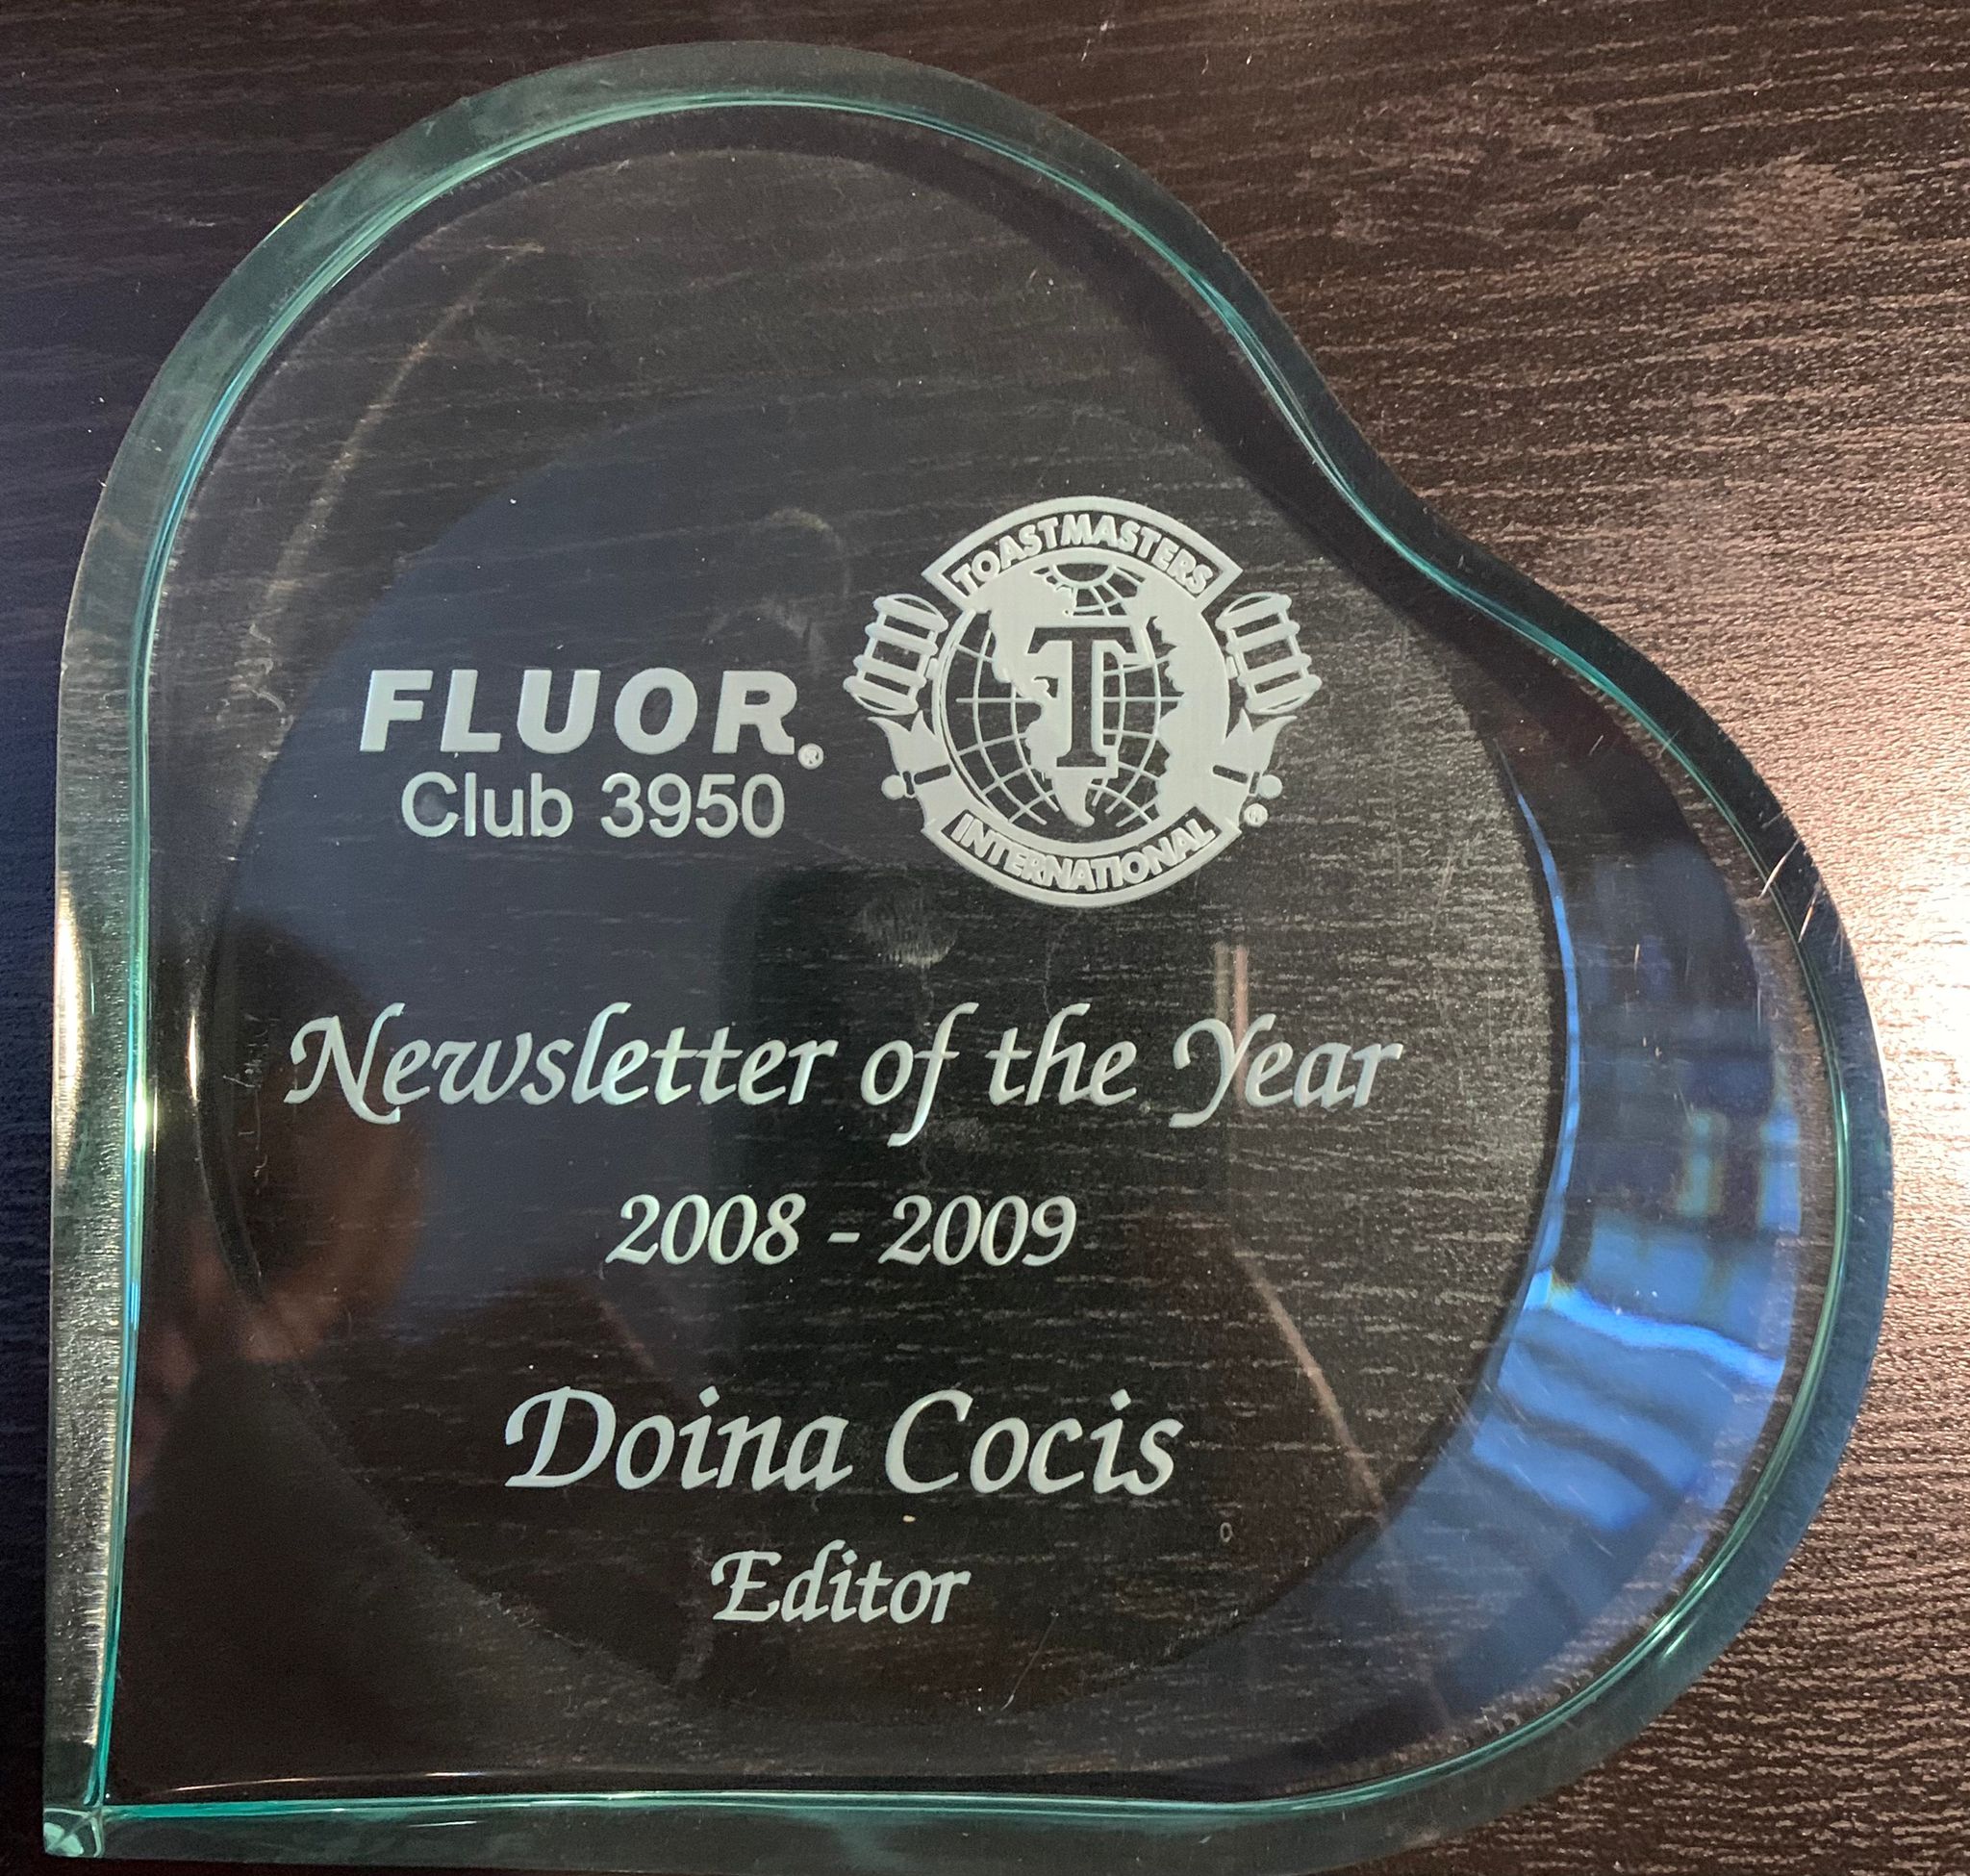 FLUOR®
Club 3950
TOASTMASTERS
T
INTERNATIONAL ®
Newsletter of the Year
2008 - 2009
Doina Cocis
Editor